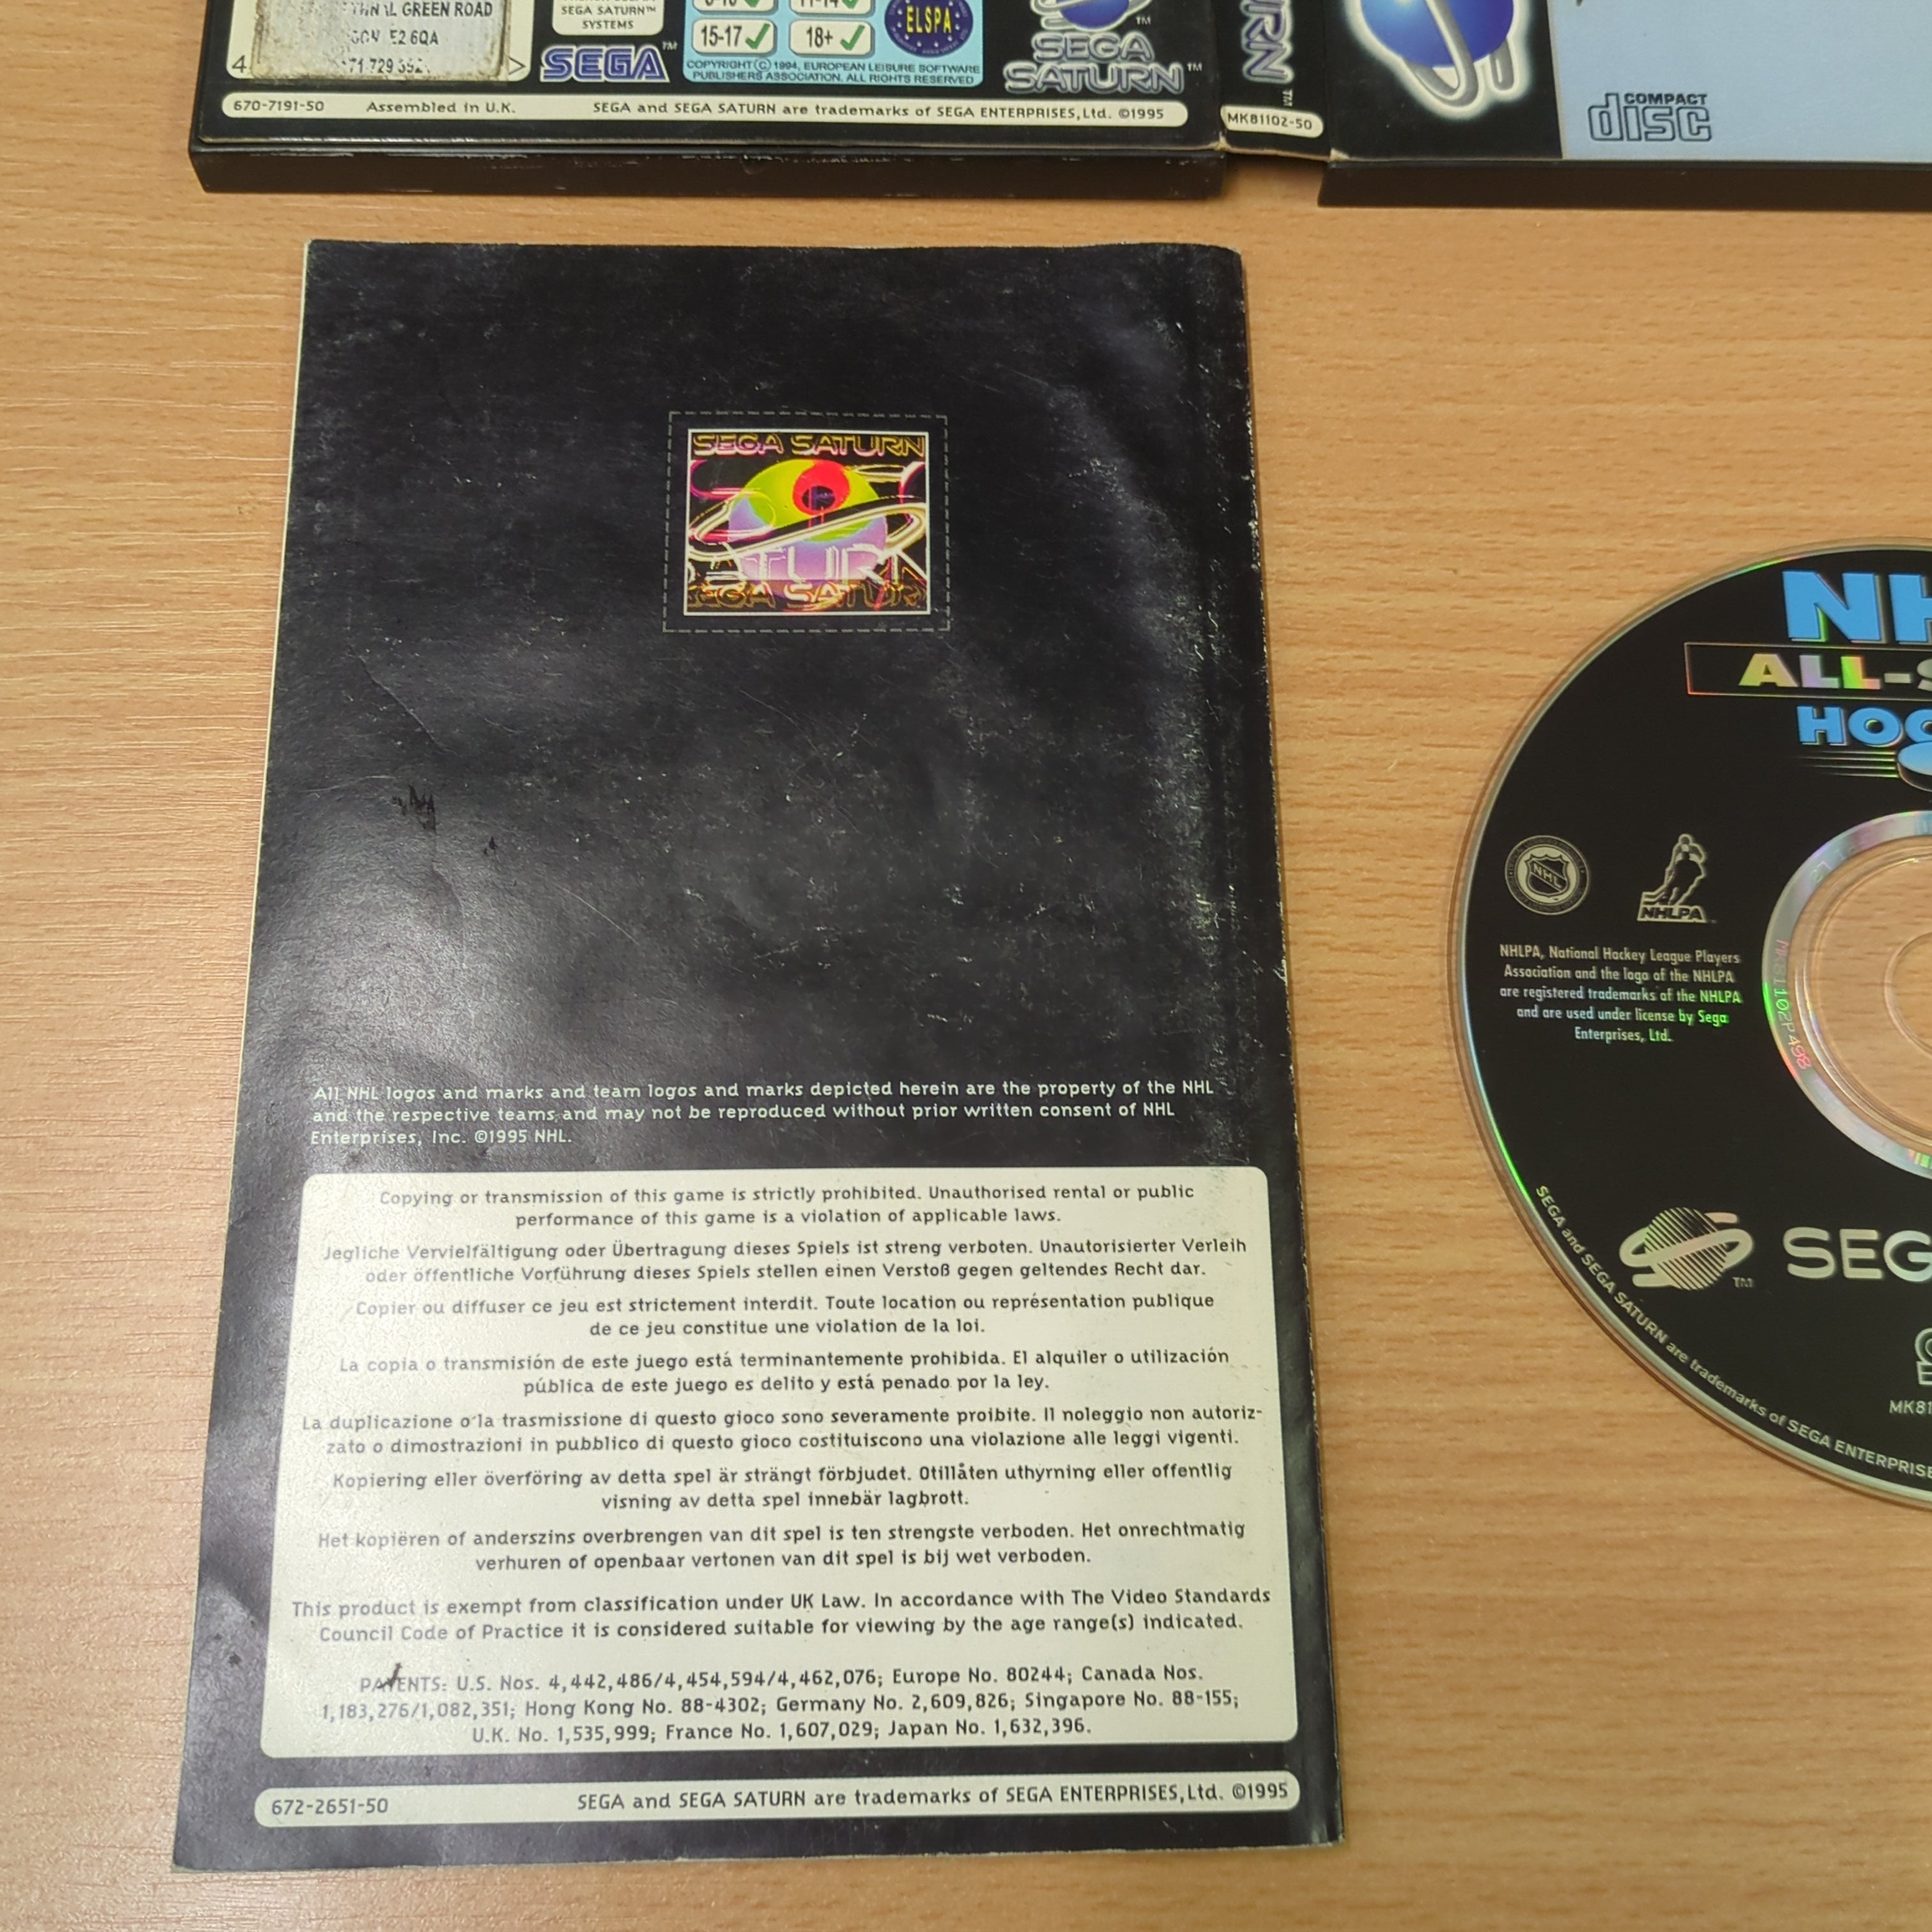 GREEN ROAD
E2 6QA
4
SEGA SATURN™
SYSTEMS
SEGA™
15-17
18+
ELSPA
COPYRIGHT © 1994, EUROPEAN LEISURE SOFTWARE
PUBLISHERS ASSOCIATION. ALL RIGHTS RESERVED
SEGA
SATURN™
670-7191-50 Assembled in U.K. SEGA and SEGA SATURN are trademarks of SEGA ENTERPRISES,Ltd. ©1995
MK81102-50
COMPACT
disc
SEGA SATURN
All NHL logos and marks and team logos and marks depicted herein are the property of the NHL
and the respective teams and may not be reproduced without prior written consent of NHL
Enterprises, Inc. ©1995 NHL.
Copying or transmission of this game is strictly prohibited. Unauthorised rental or public
performance of this game is a violation of applicable laws.
Jegliche Vervielfältigung oder Übertragung dieses Spiels ist streng verboten. Unautorisierter Verleih
oder öffentliche Vorführung dieses Spiels stellen einen Verstoß gegen geltendes Recht dar.
Copier ou diffuser ce jeu est strictement interdit. Toute location ou représentation publique
de ce jeu constitue une violation de la loi.
La copia o transmisión de este juego está terminantemente prohibida. El alquiler o utilización
pública de este juego es delito y está penado por la ley.
La duplicazione o la trasmissione di questo gioco sono severamente proibite. Il noleggio non autoriz-
zato o dimostrazioni in pubblico di questo gioco costituiscono una violazione alle leggi vigenti.
Kopiering eller överföring av detta spel är strängt förbjudet. Otillåten uthyrning eller offentlig
visning av detta spel innebär lagbrott.
Het kopiëren of anderszins overbrengen van dit spel is ten strengste verboden. Het onrechtmatig
verhuren of openbaar vertonen van dit spel is bij wet verboden.
This product is exempt from classification under UK Law. In accordance with The Video Standards
Council Code of Practice it is considered suitable for viewing by the age range(s) indicated.
PATENTS: U.S. Nos. 4,442,486/4,454,594/4,462,076; Europe No. 80244; Canada Nos.
1,183,276/1,082,351; Hong Kong No. 88-4302; Germany No. 2,609,826; Singapore No. 88-155;
U.K. No. 1,535,999; France No. 1,607,029; Japan No. 1,632,396.
672-2651-50 SEGA and SEGA SATURN are trademarks of SEGA ENTERPRISES,Ltd. ©1995
NH
ALL-S
HOC
NHL
NHLPA
NHLPA, National Hockey League Players
Association and the logo of the NHLPA
are registered trademarks of the NHLPA
and are used under license by Sega
Enterprises, Ltd.
SEG
MK81
SEGA and SEGA SATURN are trademarks of SEGA ENTERPRISE